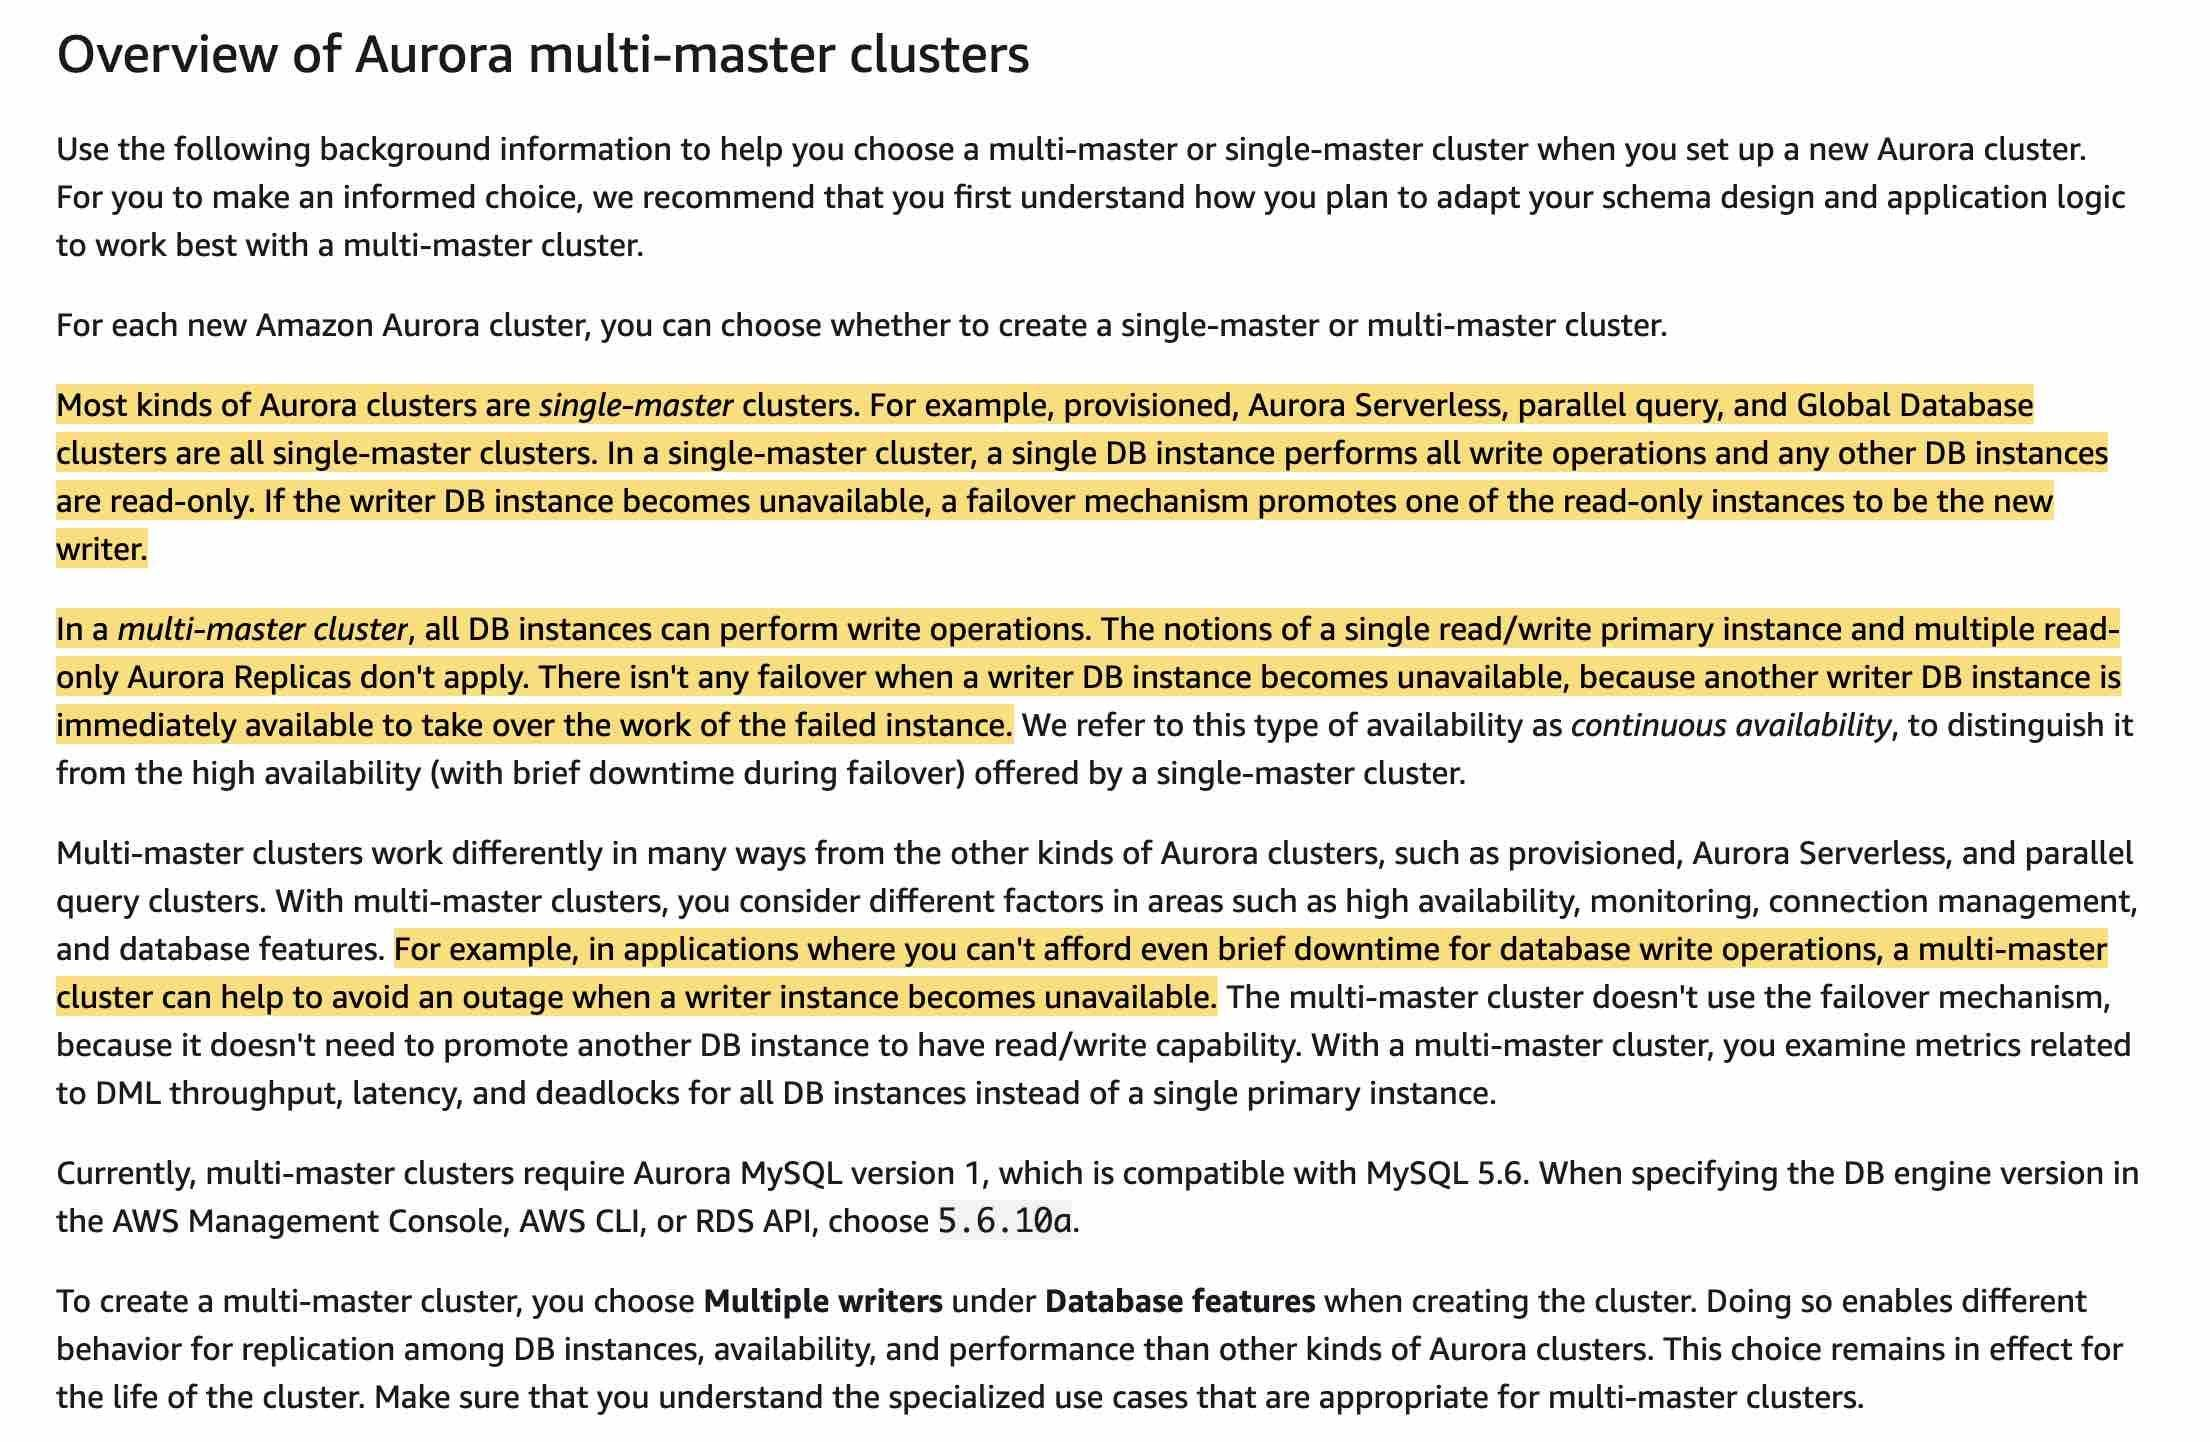 Overview of Aurora multi-master clusters
Use the following background information to help you choose a multi-master or single-master cluster when you set up a new Aurora cluster.
For you to make an informed choice, we recommend that you first understand how you plan to adapt your schema design and application logic
to work best with a multi-master cluster.
For each new Amazon Aurora cluster, you can choose whether to create a single-master or multi-master cluster.
Most kinds of Aurora clusters are single-master clusters. For example, provisioned, Aurora Serverless, parallel query, and Global Database
clusters are all single-master clusters. In a single-master cluster, a single DB instance performs all write operations and any other DB instances
are read-only. If the writer DB instance becomes unavailable, a failover mechanism promotes one of the read-only instances to be the new
writer.
In a multi-master cluster, all DB instances can perform write operations. The notions of a single read/write primary instance and multiple read-
only Aurora Replicas don't apply. There isn't any failover when a writer DB instance becomes unavailable, because another writer DB instance is
immediately available to take over the work of the failed instance. We refer to this type of availability as continuous availability, to distinguish it
from the high availability (with brief downtime during failover) offered by a single-master cluster.
Multi-master clusters work differently in many ways from the other kinds of Aurora clusters, such as provisioned, Aurora Serverless, and parallel
query clusters. With multi-master clusters, you consider different factors in areas such as high availability, monitoring, connection management,
and database features. For example, in applications where you can't afford even brief downtime for database write operations, a multi-master
cluster can help to avoid an outage when a writer instance becomes unavailable. The multi-master cluster doesn't use the failover mechanism,
because it doesn't need to promote another DB instance to have read/write capability. With a multi-master cluster, you examine metrics related
to DML throughput, latency, and deadlocks for all DB instances instead of a single primary instance.
Currently, multi-master clusters require Aurora MySQL version 1, which is compatible with MySQL 5.6. When specifying the DB engine version in
the AWS Management Console, AWS CLI, or RDS API, choose 5.6.10a.
To create a multi-master cluster, you choose Multiple writers under Database features when creating the cluster. Doing so enables different
behavior for replication among DB instances, availability, and performance than other kinds of Aurora clusters. This choice remains in effect for
the life of the cluster. Make sure that you understand the specialized use cases that are appropriate for multi-master clusters.